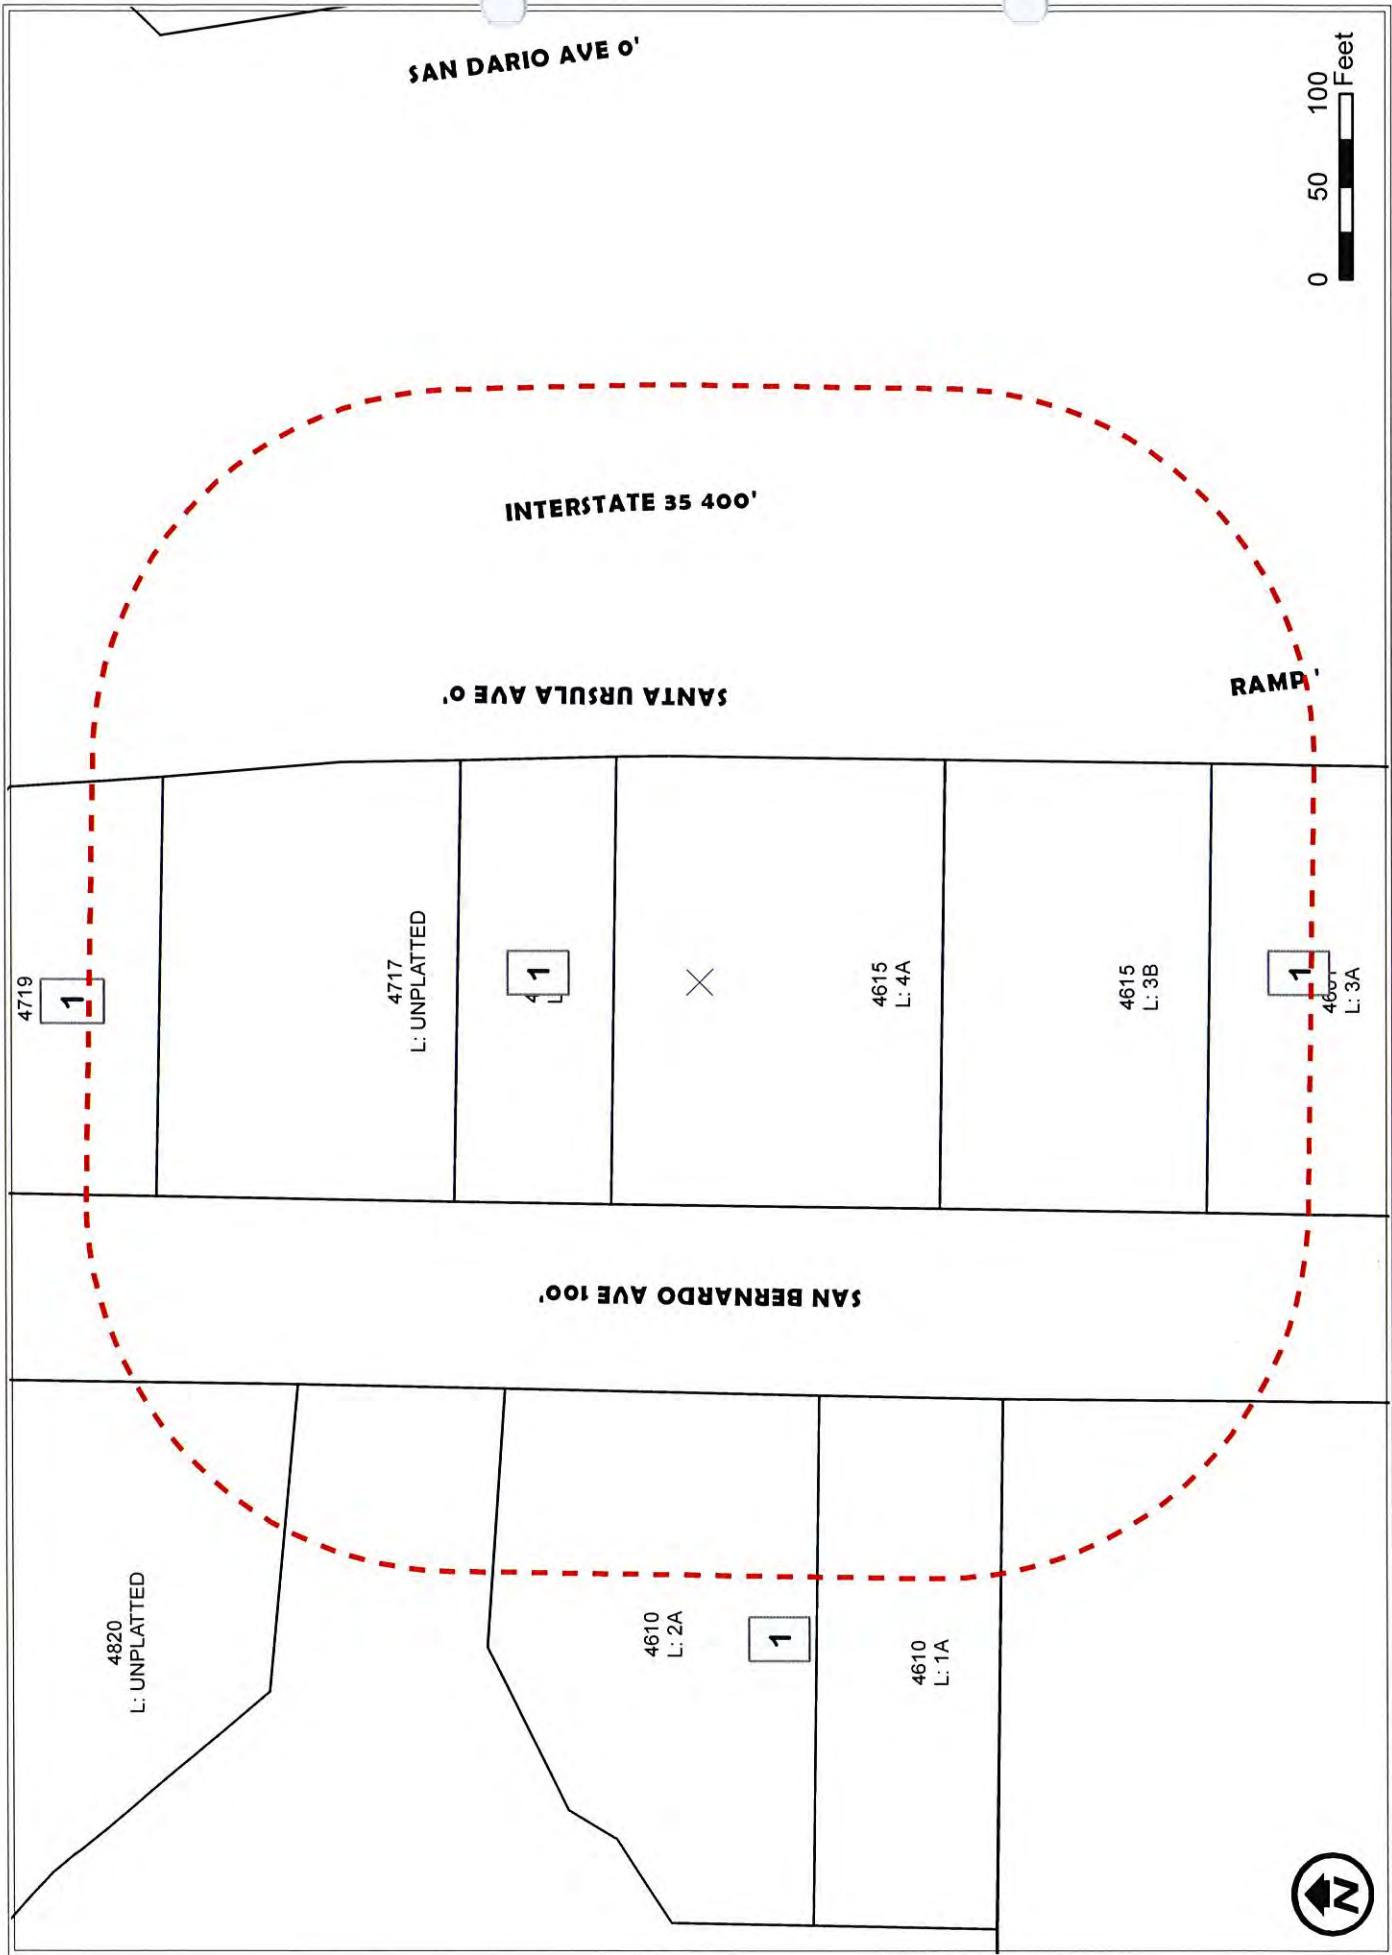 SAN DARIO AVE 0'
0 50 100
Feet
INTERSTATE 35 400'
SANTA URSULA AVE 0'
RAMP '
4719
1
4717
L: UNPLATTED
1
4615
L: 4A
4615
L: 3B
1
L: 3A
SAN BERNARDO AVE 100'
4820
L: UNPLATTED
4610
L: 2A
1
4610
L: 1A
N